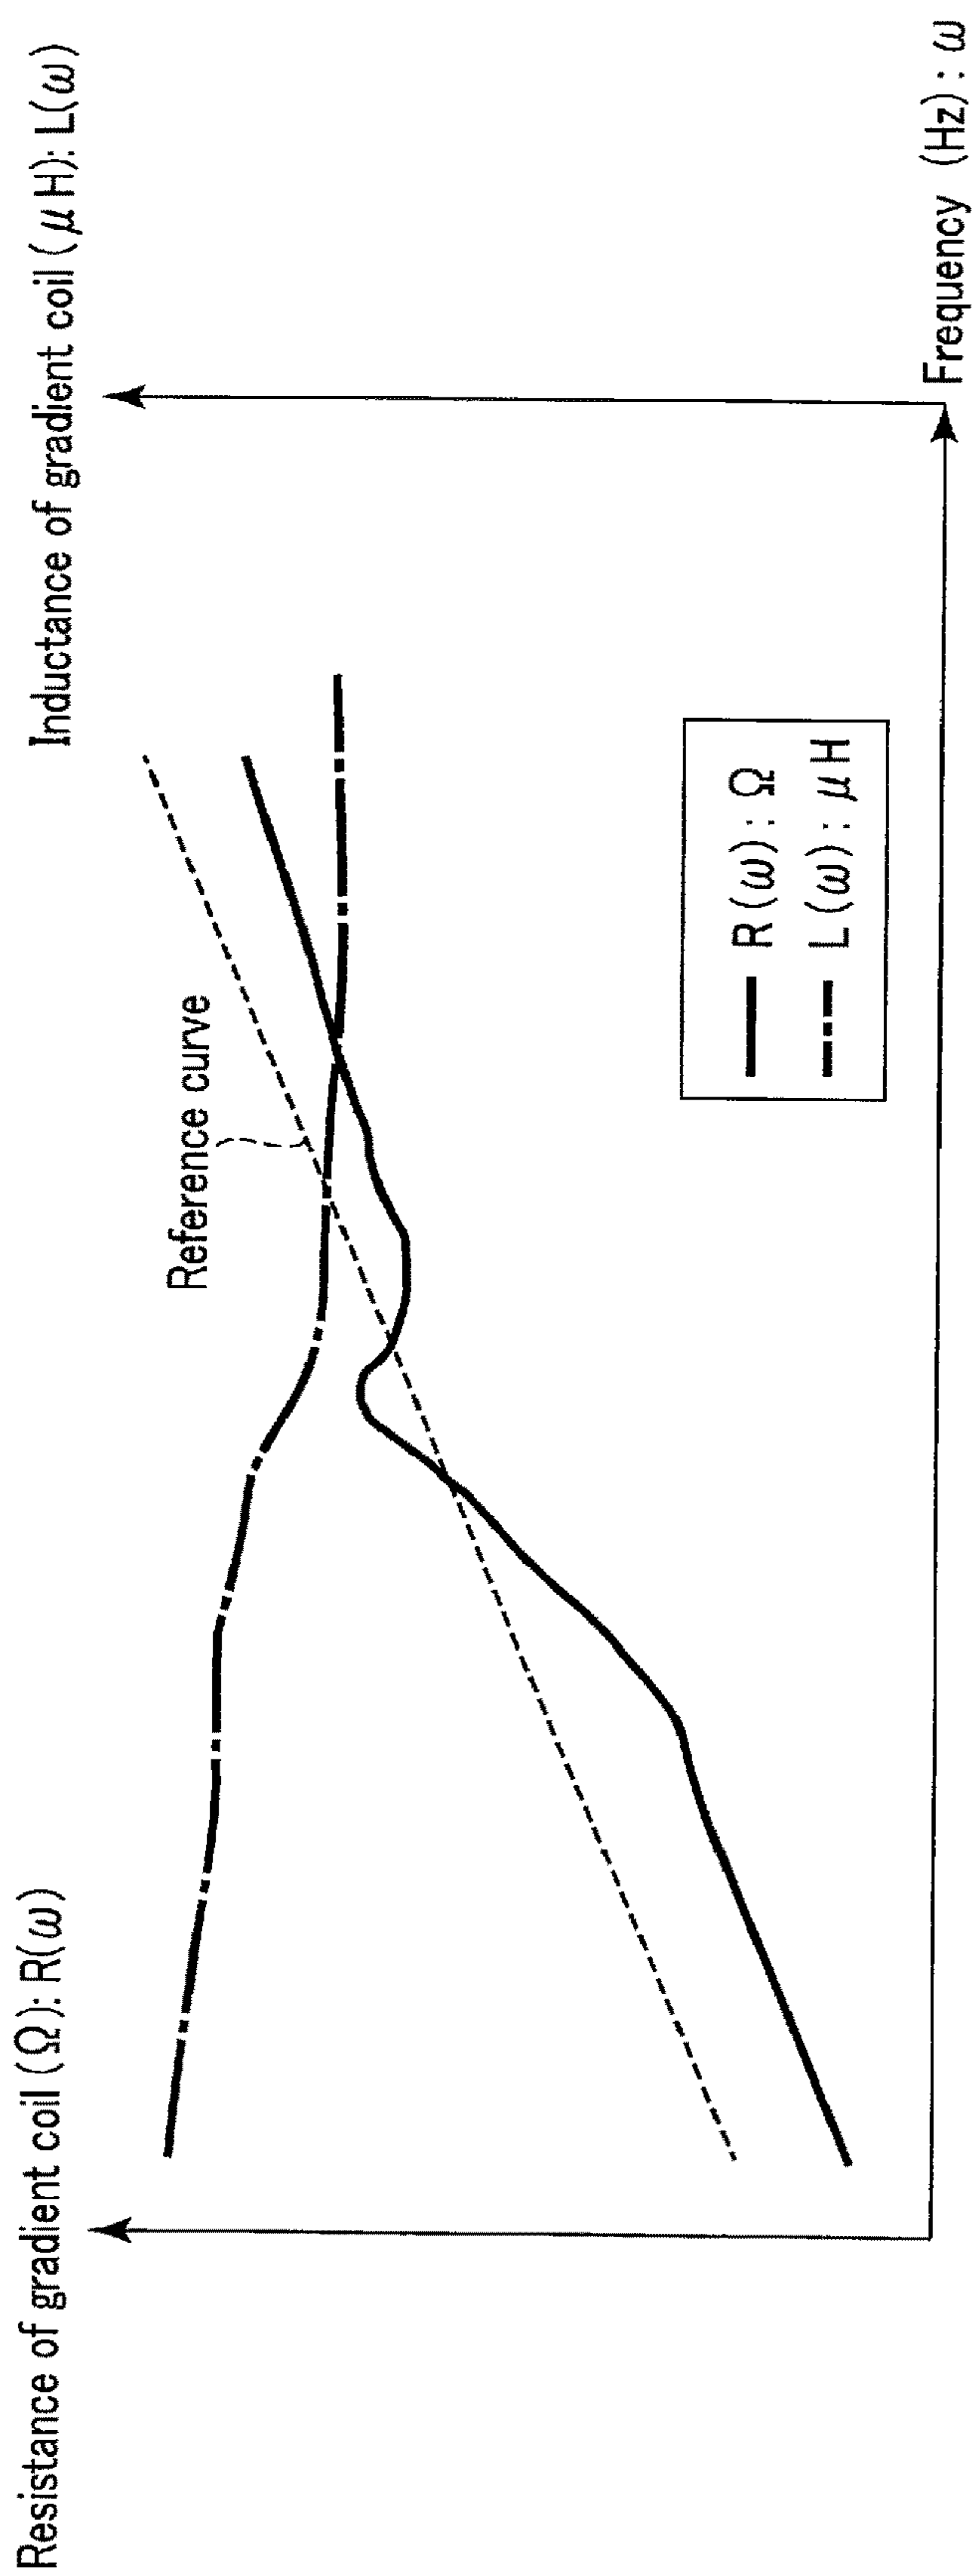 Resistance of gradient coil (Ω): R(ω)
Inductance of gradient coil (μH): L(ω)
Reference curve
R(ω): Ω
L(ω): μH
Frequency (Hz): ω